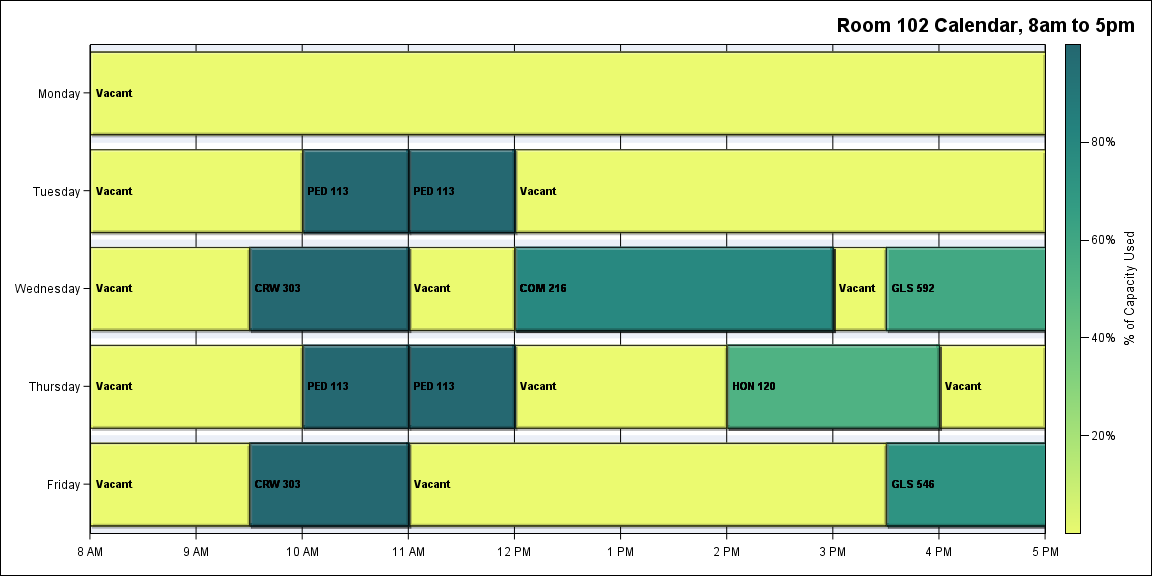 Room 102 Calendar, 8am to 5pm
Monday
Vacant
Tuesday
Vacant
PED 113
PED 113
Vacant
Wednesday
Vacant
CRW 303
Vacant
COM 216
Vacant
GLS 592
Thursday
Vacant
PED 113
PED 113
Vacant
HON 120
Vacant
Friday
Vacant
CRW 303
Vacant
GLS 546
8 AM
9 AM
10 AM
11 AM
12 PM
1 PM
2 PM
3 PM
4 PM
5 PM
80%
60%
40%
20%
% of Capacity Used